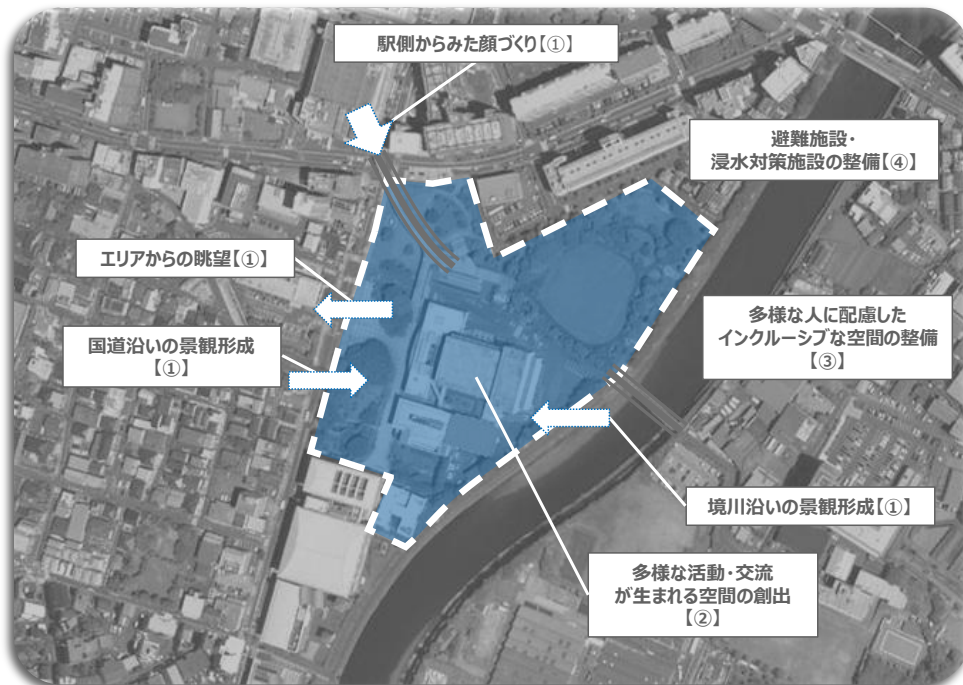 駅側からみた顔づくり【①】
避難施設・
浸水対策施設の整備【④】
エリアからの眺望【①】
国道沿いの景観形成
【①】
多様な人に配慮した
インクルーシブな空間の整備
【③】
境川沿いの景観形成【①】
多様な活動・交流
が生まれる空間の創出
【②】